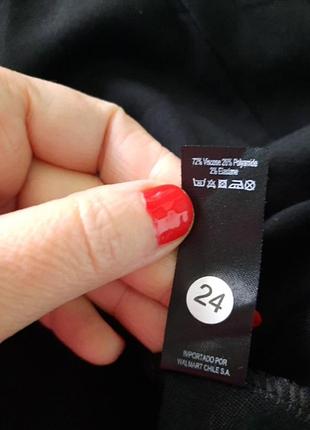 72% Viscose 26% Polyamide
2% Elastane
24
IMPORTADO POR
WALMART CHILE S.A.